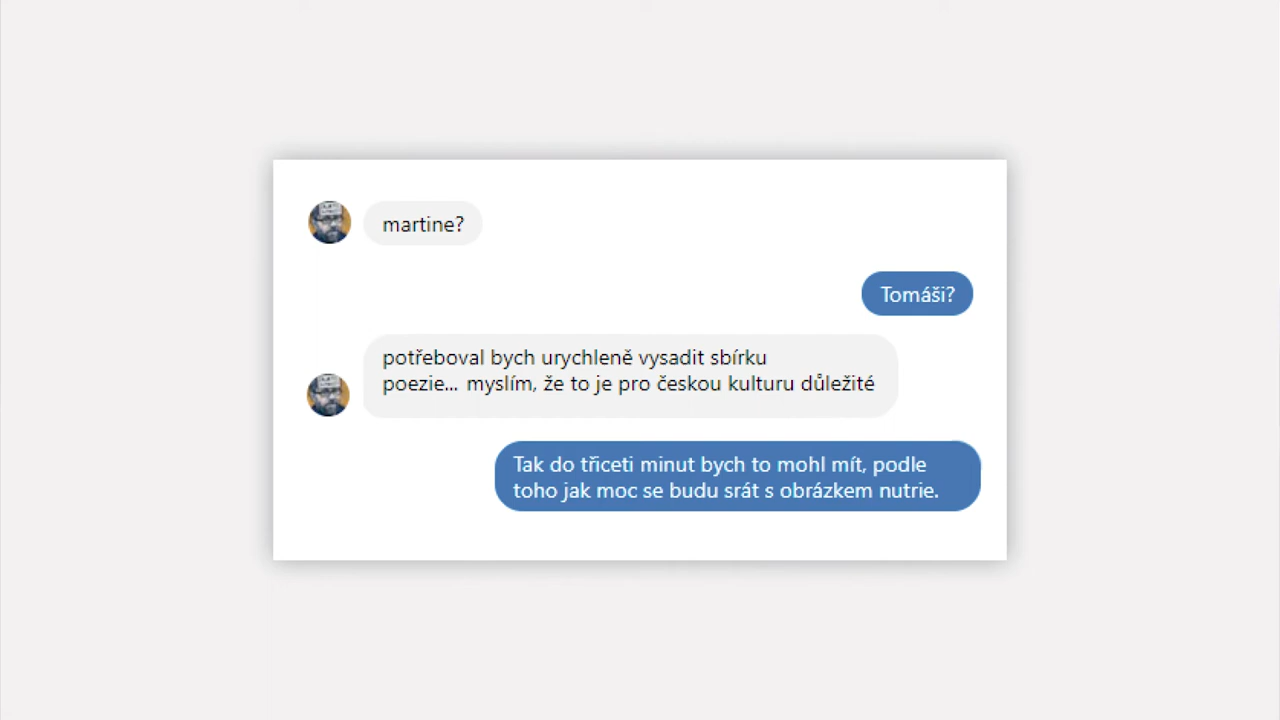 martine?
Tomáši?
potřeboval bych urychleně vysadit sbírku
poezie... myslím, že to je pro českou kulturu důležité
Tak do třiceti minut bych to mohl mít, podle
toho jak moc se budu srát s obrázkem nutrie.